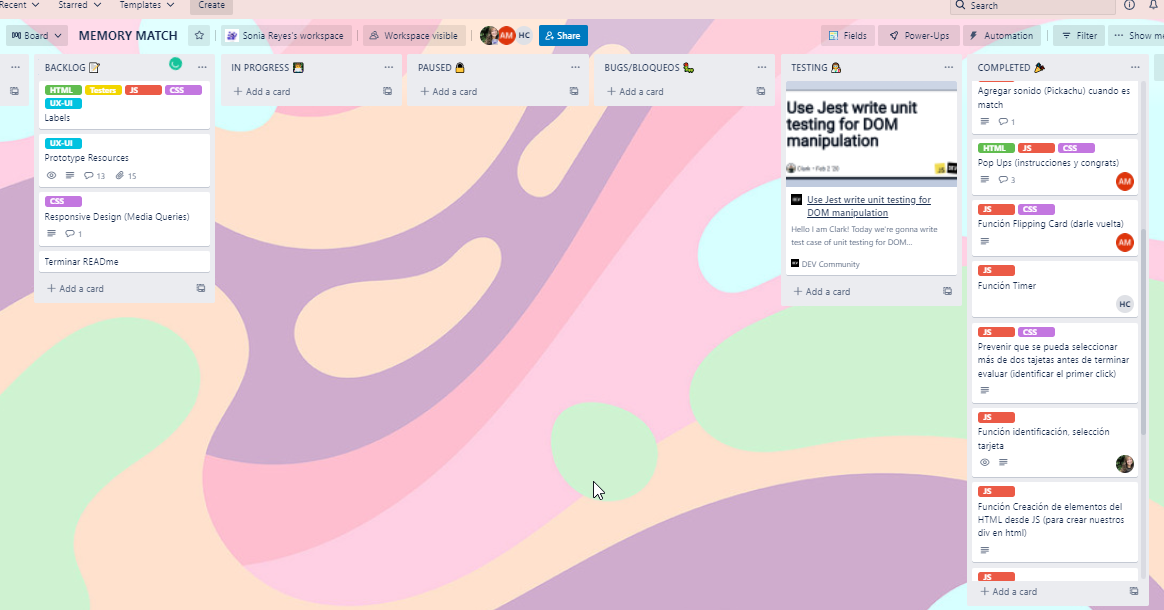 Recent
Starred
Templates
Create
Search
Board
MEMORY MATCH
Sonia Reyes's workspace
Workspace visible
AM
HC
Share
Fields
Power-Ups
Automation
Filter
Show me
BACKLOG
HTML
Testers
JS
CSS
UX-UI
Labels
UX-UI
Prototype Resources
13
15
CSS
Responsive Design (Media Queries)
1
Terminar READme
Add a card
IN PROGRESS
Add a card
PAUSED
Add a card
BUGS/BLOQUEOS
Add a card
TESTING
Use Jest write unit
testing for DOM
manipulation
Clark • Feb 2 '20
Use Jest write unit testing for
DOM manipulation
Hello I am Clark! Today we're gonna write
test case of unit testing for DOM...
DEV Community
Add a card
COMPLETED
Agregar sonido (Pickachu) cuando es
match
1
HTML
JS
CSS
Pop Ups (instrucciones y congrats)
3
AM
JS
CSS
Función Flipping Card (darle vuelta)
AM
JS
Función Timer
HC
JS
CSS
Prevenir que se pueda seleccionar
más de dos tajetas antes de terminar
evaluar (identificar el primer click)
JS
Función identificación, selección
tarjeta
JS
Función Creación de elementos del
HTML desde JS (para crear nuestros
div en html)
JS
Add a card